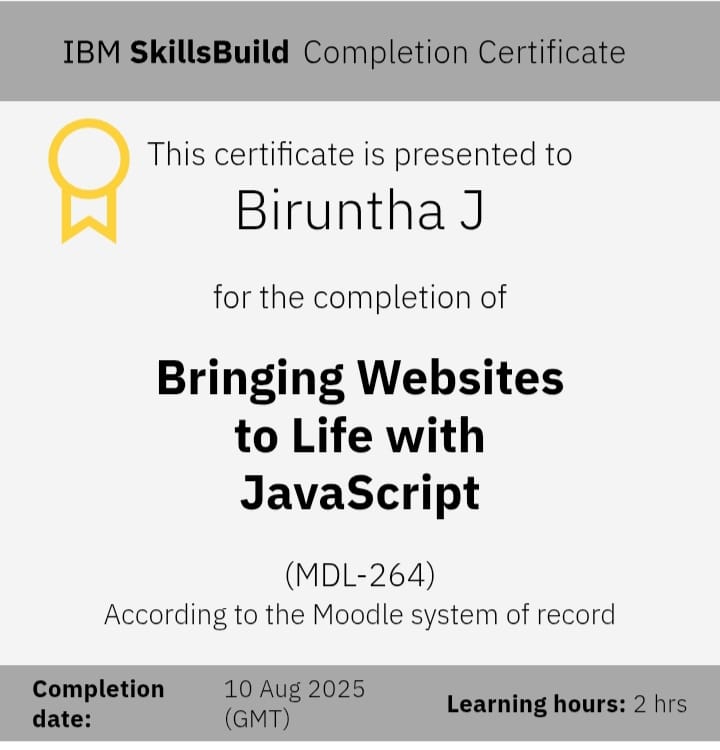 IBM SkillsBuild Completion Certificate
This certificate is presented to
Biruntha J
for the completion of
Bringing Websites
to Life with
JavaScript
(MDL-264)
According to the Moodle system of record
Completion date: 10 Aug 2025 (GMT)
Learning hours: 2 hrs